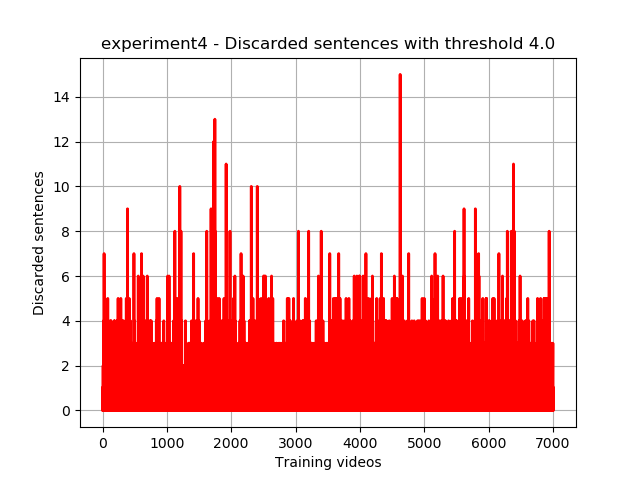 experiment4 - Discarded sentences with threshold 4.0
14
12
10
8
6
4
2
0
Discarded sentences
0 1000 2000 3000 4000 5000 6000 7000
Training videos